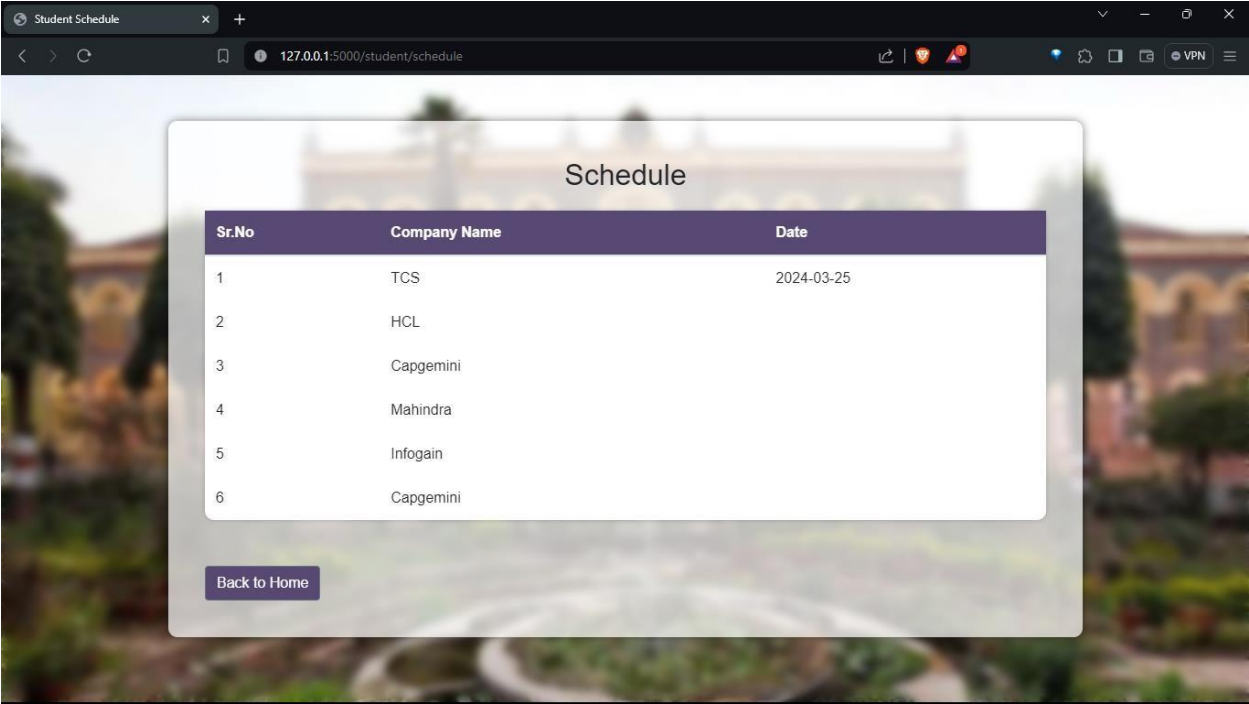 Student Schedule
127.0.0.1:5000/student/schedule
1
VPN
Schedule
Sr.No Company Name Date
1 TCS 2024-03-25
2 HCL
3 Capgemini
4 Mahindra
5 Infogain
6 Capgemini
Back to Home